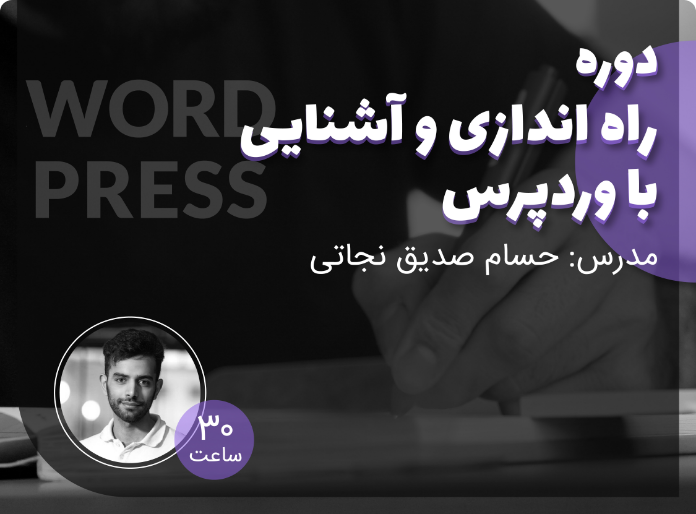 دوره
راه اندازی و آشنایی
با وردپرس
مدرس: حسام صدیق نجاتی
WORD
PRESS
۳۰
ساعت